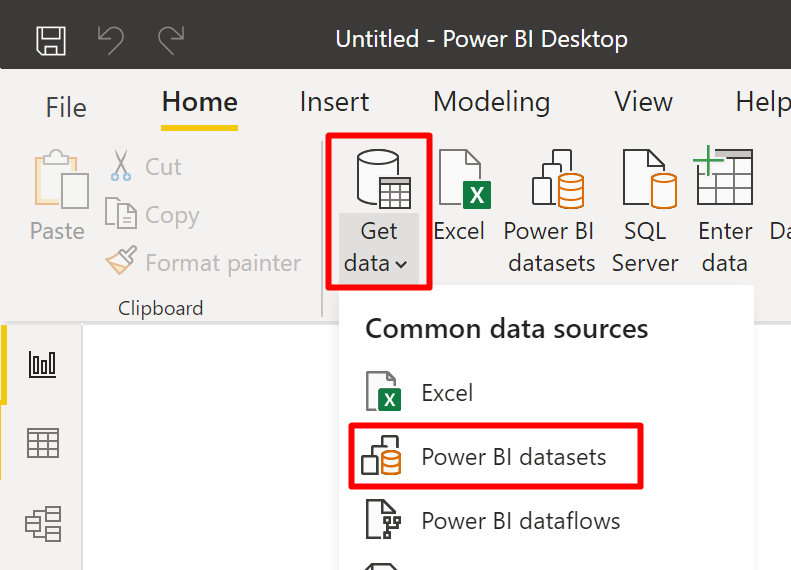 Untitled - Power BI Desktop
File Home Insert Modeling View Help
Paste
Cut
Copy
Format painter
Clipboard
Get
data
Excel
Power BI
datasets
SQL
Server
Enter
data
Common data sources
Excel
Power BI datasets
Power BI dataflows